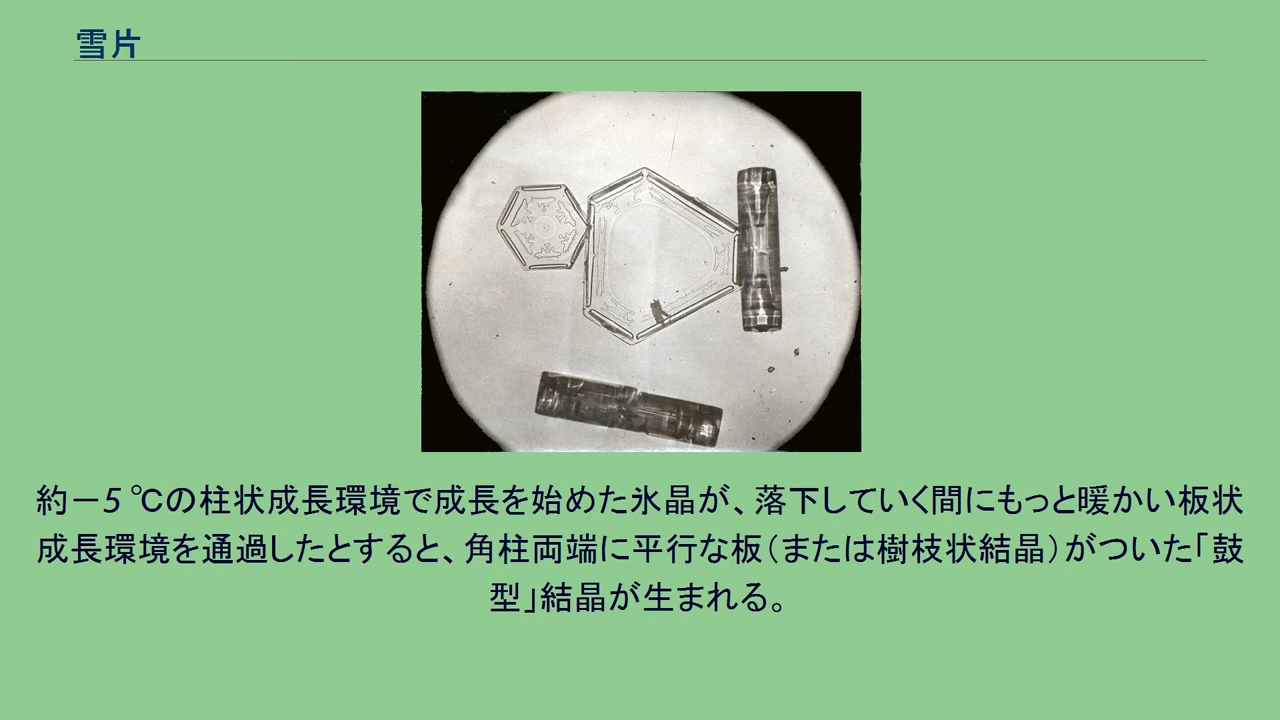 雪片
約－5℃の柱状成長環境で成長を始めた氷晶が、落下していく間にもっと暖かい板状
成長環境を通過したとすると、角柱両端に平行な板（または樹枝状結晶）がついた「鼓
型」結晶が生まれる。